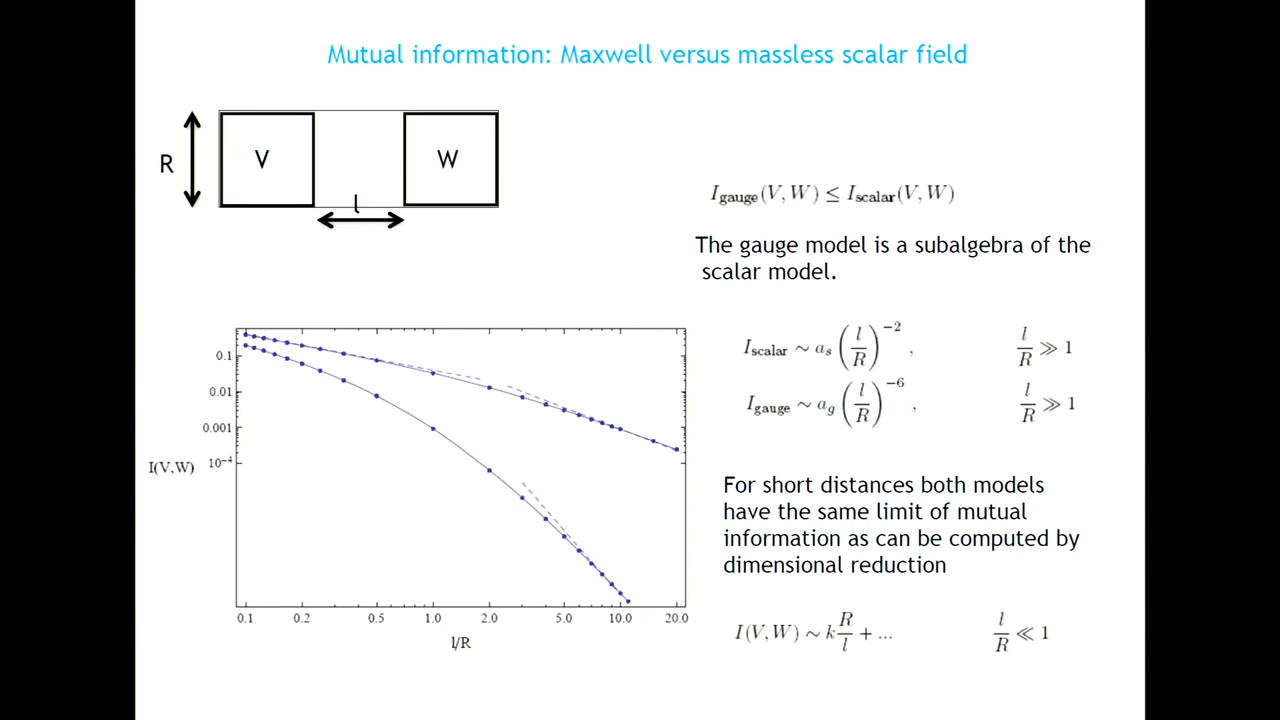 Mutual information: Maxwell versus massless scalar field
R
V
W
l
I_gauge(V, W) ≤ I_scalar(V, W)
The gauge model is a subalgebra of the
scalar model.
I_scalar ∼ a_s (l/R)^{-2} , l/R ≫ 1
I_gauge ∼ a_g (l/R)^{-6} , l/R ≫ 1
For short distances both models
have the same limit of mutual
information as can be computed by
dimensional reduction
I(V, W) ∼ k R/l + ... l/R ≪ 1
0.1
0.01
0.001
10^{-4}
I(V,W)
0.1 0.2 0.5 1.0 2.0 5.0 10.0 20.0
l/R